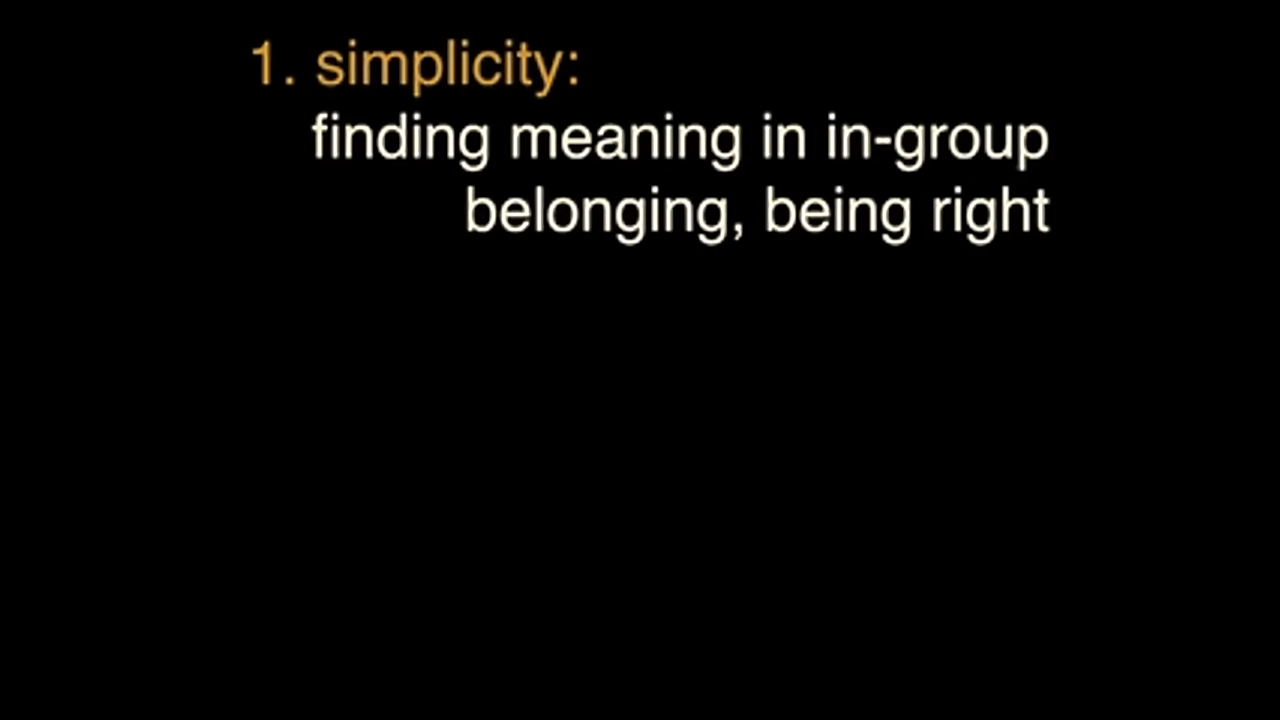 1. simplicity:
finding meaning in in-group
belonging, being right